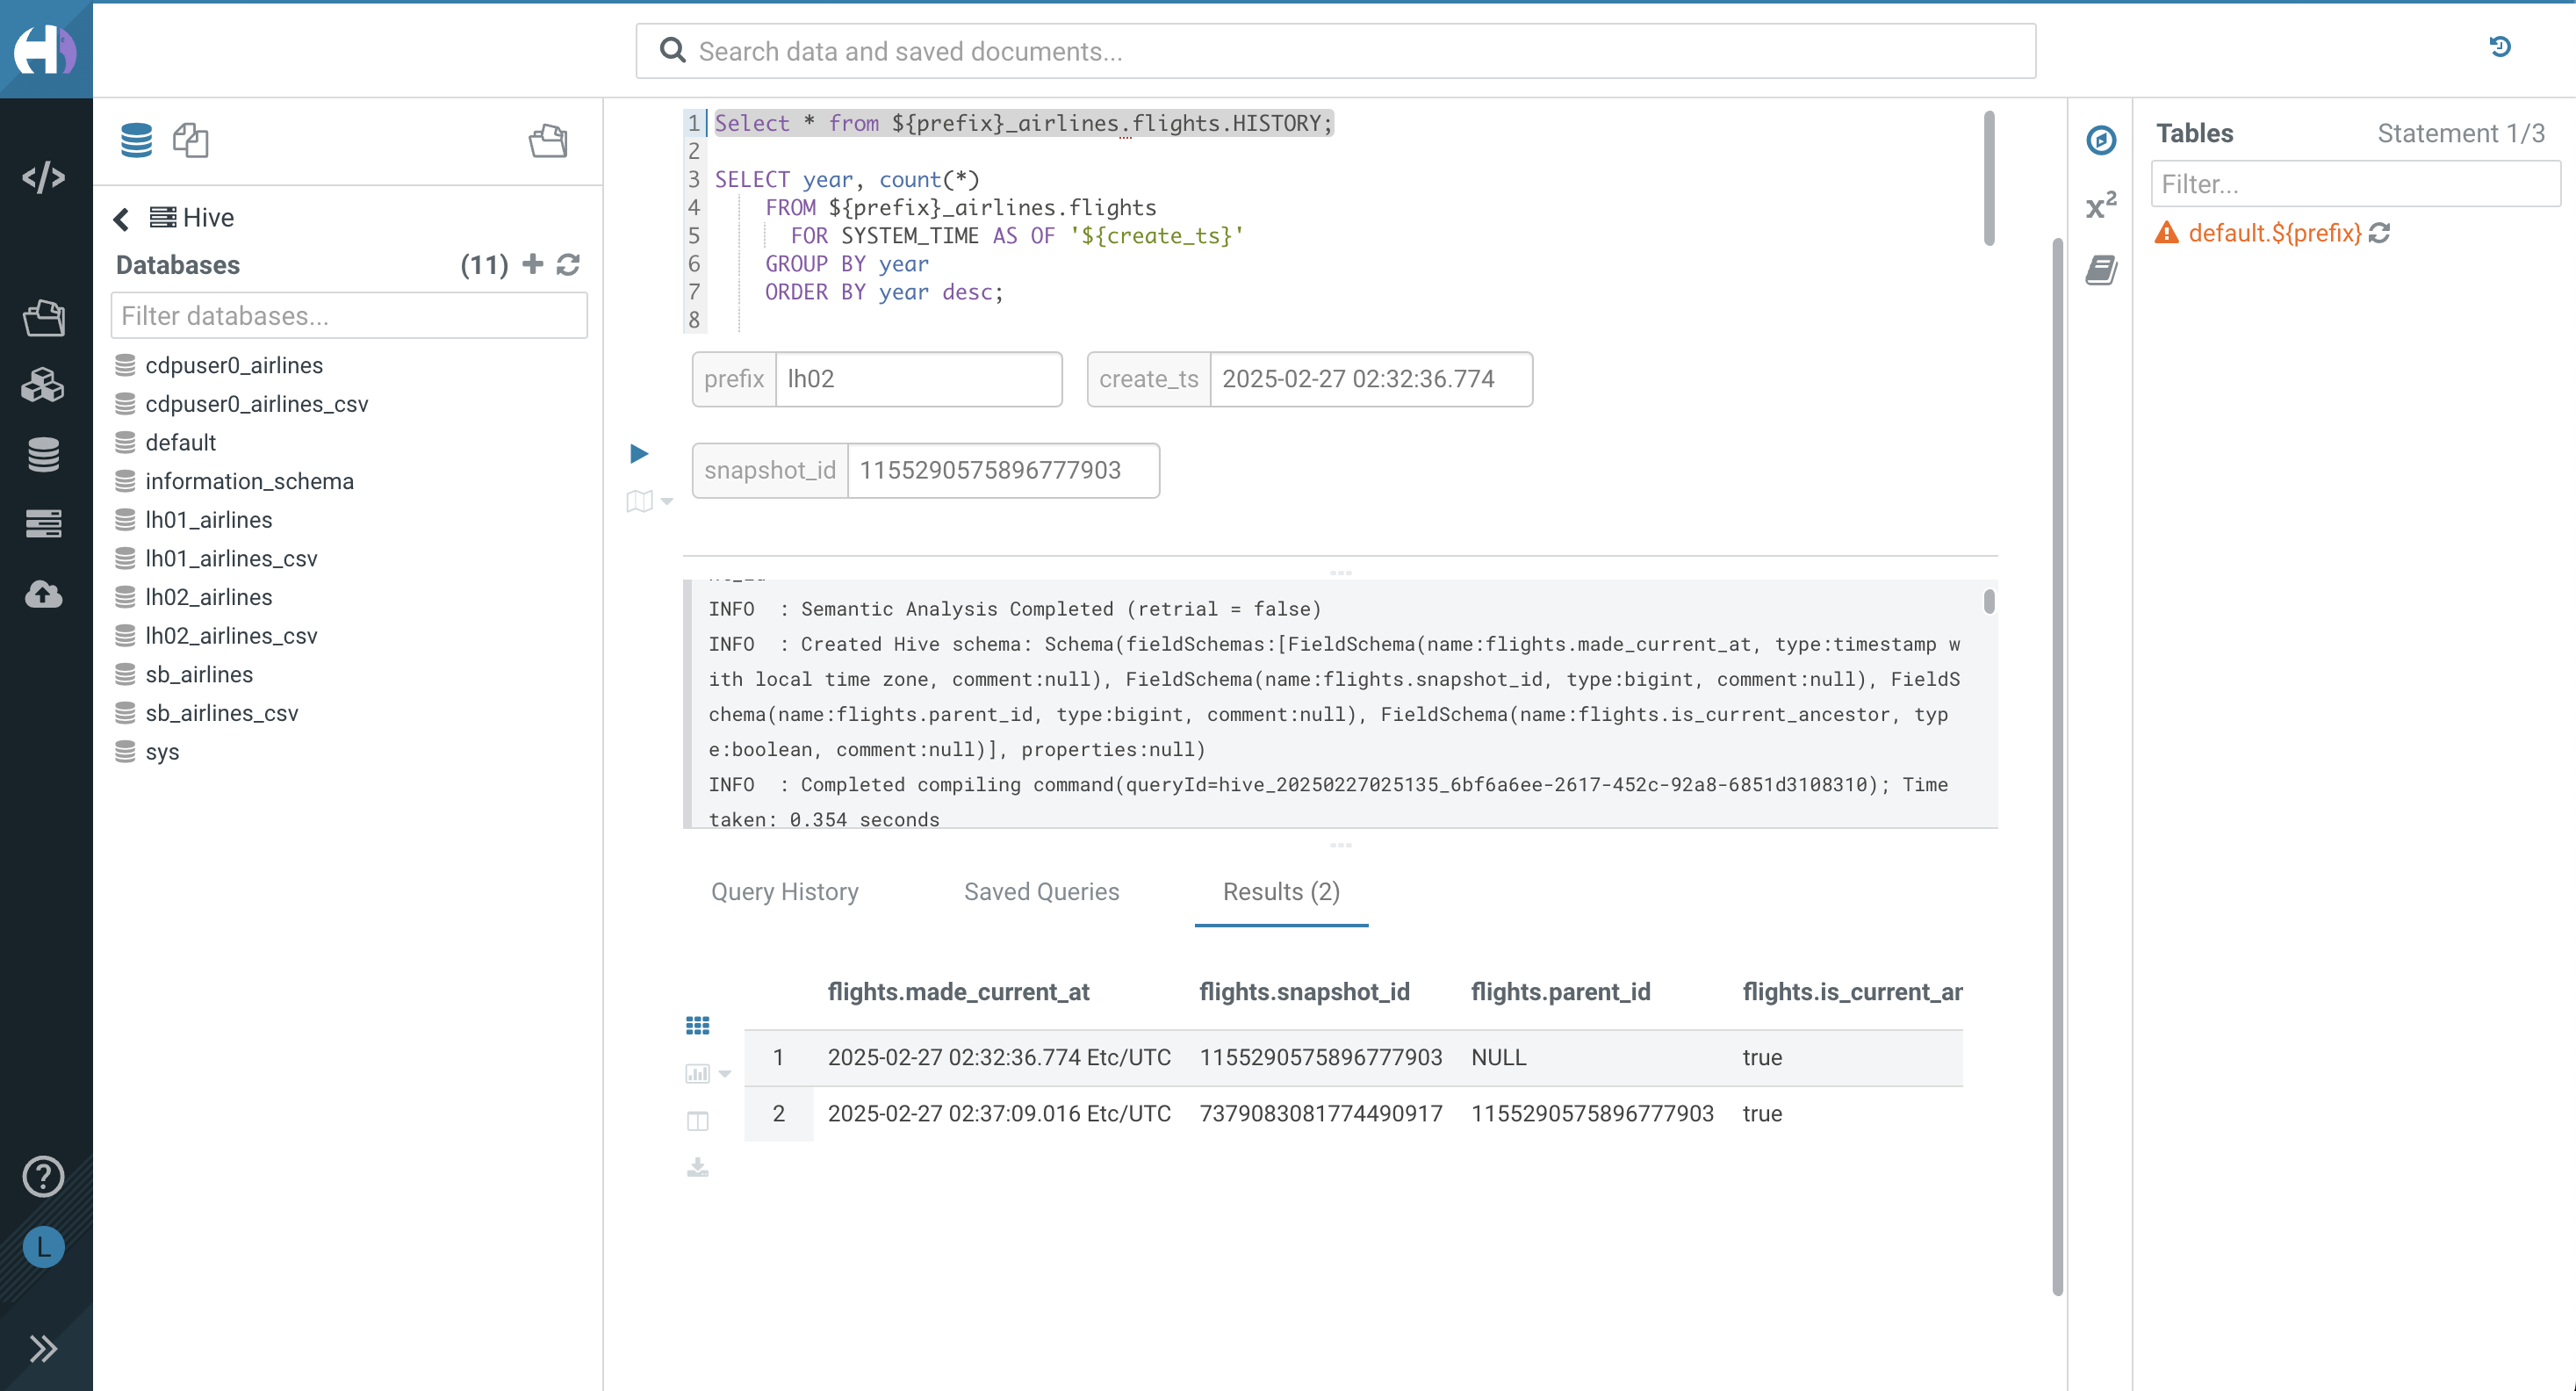 Search data and saved documents...
Hive
Databases (11)
Filter databases...
cdpuser0_airlines
cdpuser0_airlines_csv
default
information_schema
lh01_airlines
lh01_airlines_csv
lh02_airlines
lh02_airlines_csv
sb_airlines
sb_airlines_csv
sys
L
1 Select * from ${prefix}_airlines.flights.HISTORY;
2
3 SELECT year, count(*)
4 FROM ${prefix}_airlines.flights
5 FOR SYSTEM_TIME AS OF '${create_ts}'
6 GROUP BY year
7 ORDER BY year desc;
8
prefix lh02 create_ts 2025-02-27 02:32:36.774
snapshot_id 1155290575896777903
INFO : Semantic Analysis Completed (retrial = false)
INFO : Created Hive schema: Schema(fieldSchemas:[FieldSchema(name:flights.made_current_at, type:timestamp w
ith local time zone, comment:null), FieldSchema(name:flights.snapshot_id, type:bigint, comment:null), FieldS
chema(name:flights.parent_id, type:bigint, comment:null), FieldSchema(name:flights.is_current_ancestor, typ
e:boolean, comment:null)], properties:null)
INFO : Completed compiling command(queryId=hive_20250227025135_6bf6a6ee-2617-452c-92a8-6851d3108310); Time
taken: 0.354 seconds
Query History Saved Queries Results (2)
flights.made_current_at flights.snapshot_id flights.parent_id flights.is_current_an
1 2025-02-27 02:32:36.774 Etc/UTC 1155290575896777903 NULL true
2 2025-02-27 02:37:09.016 Etc/UTC 7379083081774490917 1155290575896777903 true
x²
Tables Statement 1/3
Filter...
default.${prefix}